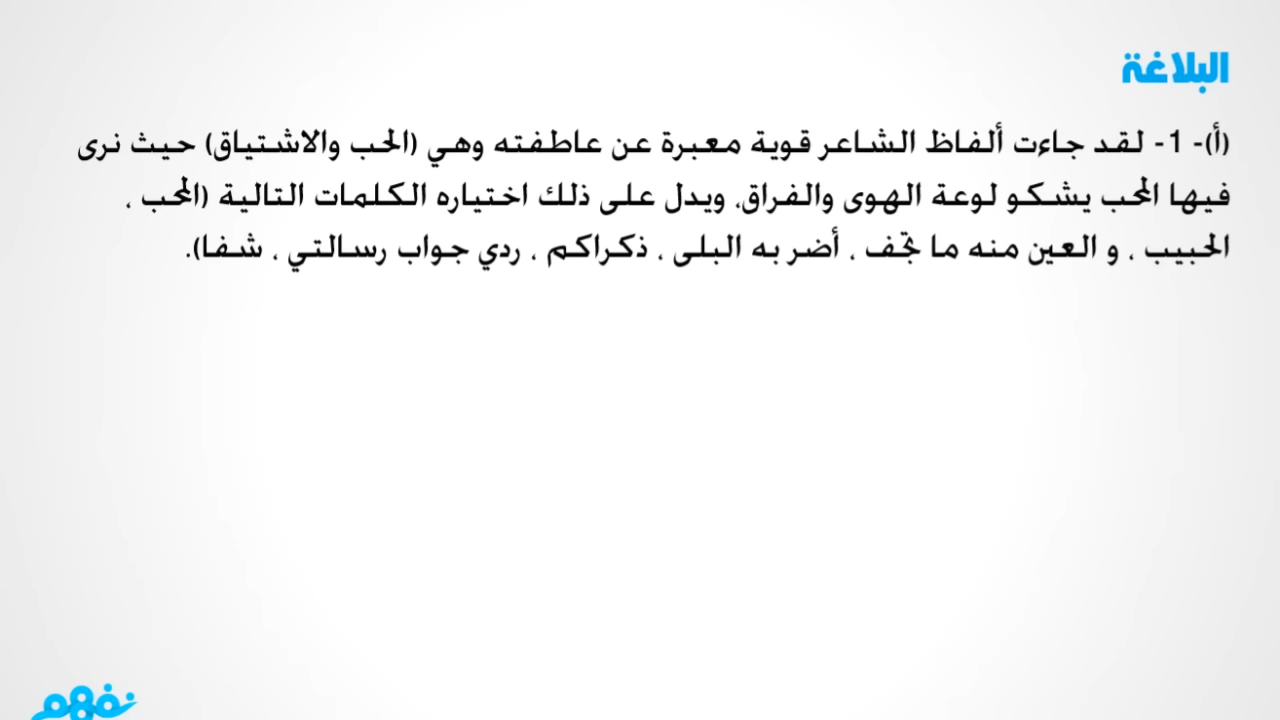 البلاغة
(أ)- 1- لقد جاءت ألفاظ الشاعر قوية معبرة عن عاطفته وهي (الحب والاشتياق) حيث نرى
فيها المحب يشكو لوعة الهوى والفراق، ويدل على ذلك اختياره الكلمات التالية (المحب ،
الحبيب ، و العين منه ما تجف ، أضر به البلى ، ذكراكم ، ردي جواب رسالتي ، شفا).
نفهم